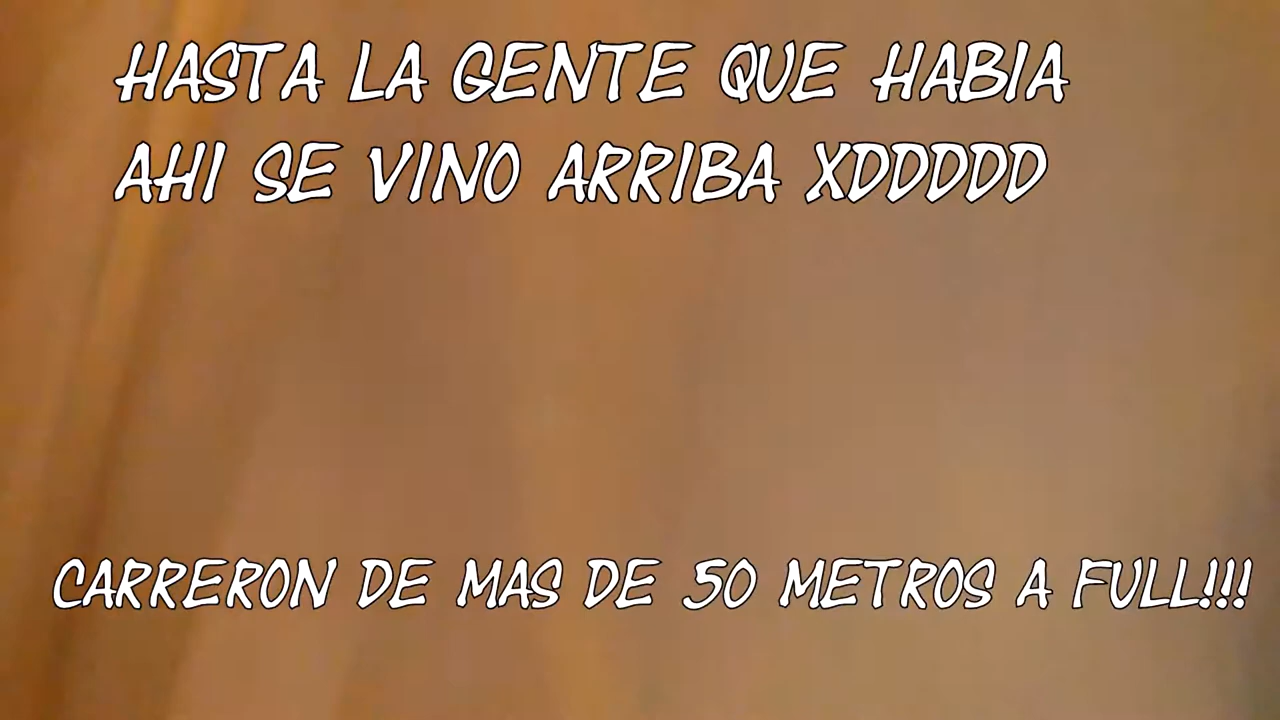 HASTA LA GENTE QUE HABIA
AHI SE VINO ARRIBA XDDDDD
CARRERON DE MAS DE 50 METROS A FULL!!!